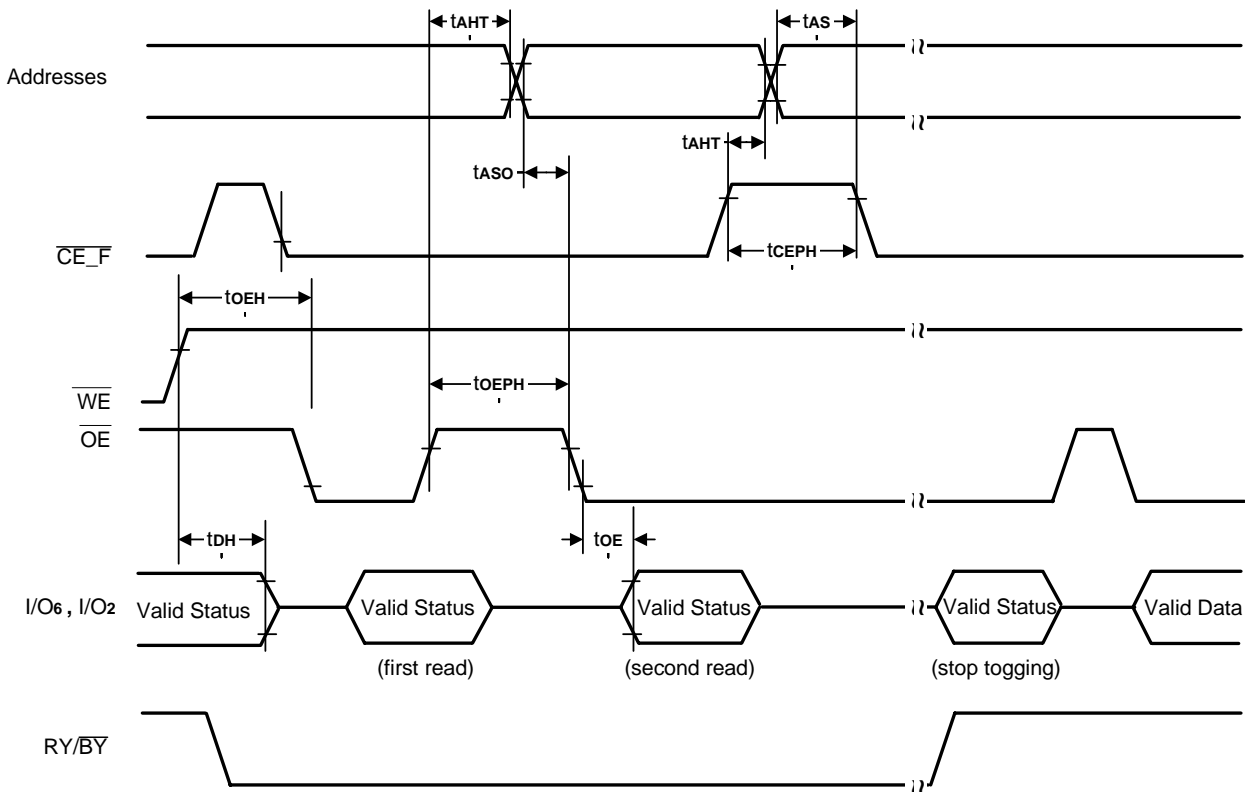 tAHT
tAS
Addresses
tAHT
tASO
CE_F
tCEPH
tOEH
WE
tOEPH
OE
tDH
tOE
I/O6 , I/O2
Valid Status
Valid Status
Valid Status
Valid Status
Valid Data
(first read)
(second read)
(stop togging)
RY/BY